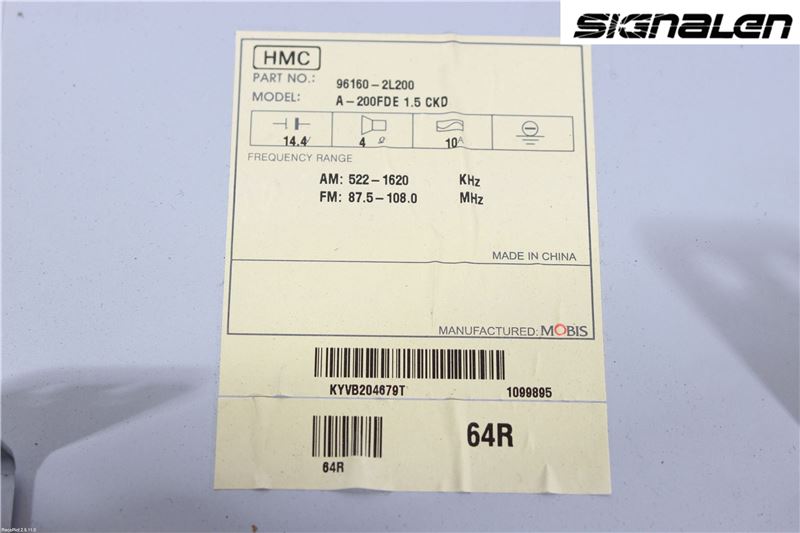 SIGNALEN
HMC
PART NO.: 96160-2L200
MODEL: A-200FDE 1.5 CKD
14.4V 4 Ω 10A
FREQUENCY RANGE
AM: 522-1620 KHz
FM: 87.5-108.0 MHz
MADE IN CHINA
MANUFACTURED: MOBIS
KYVB204679T 1099895
64R
64R